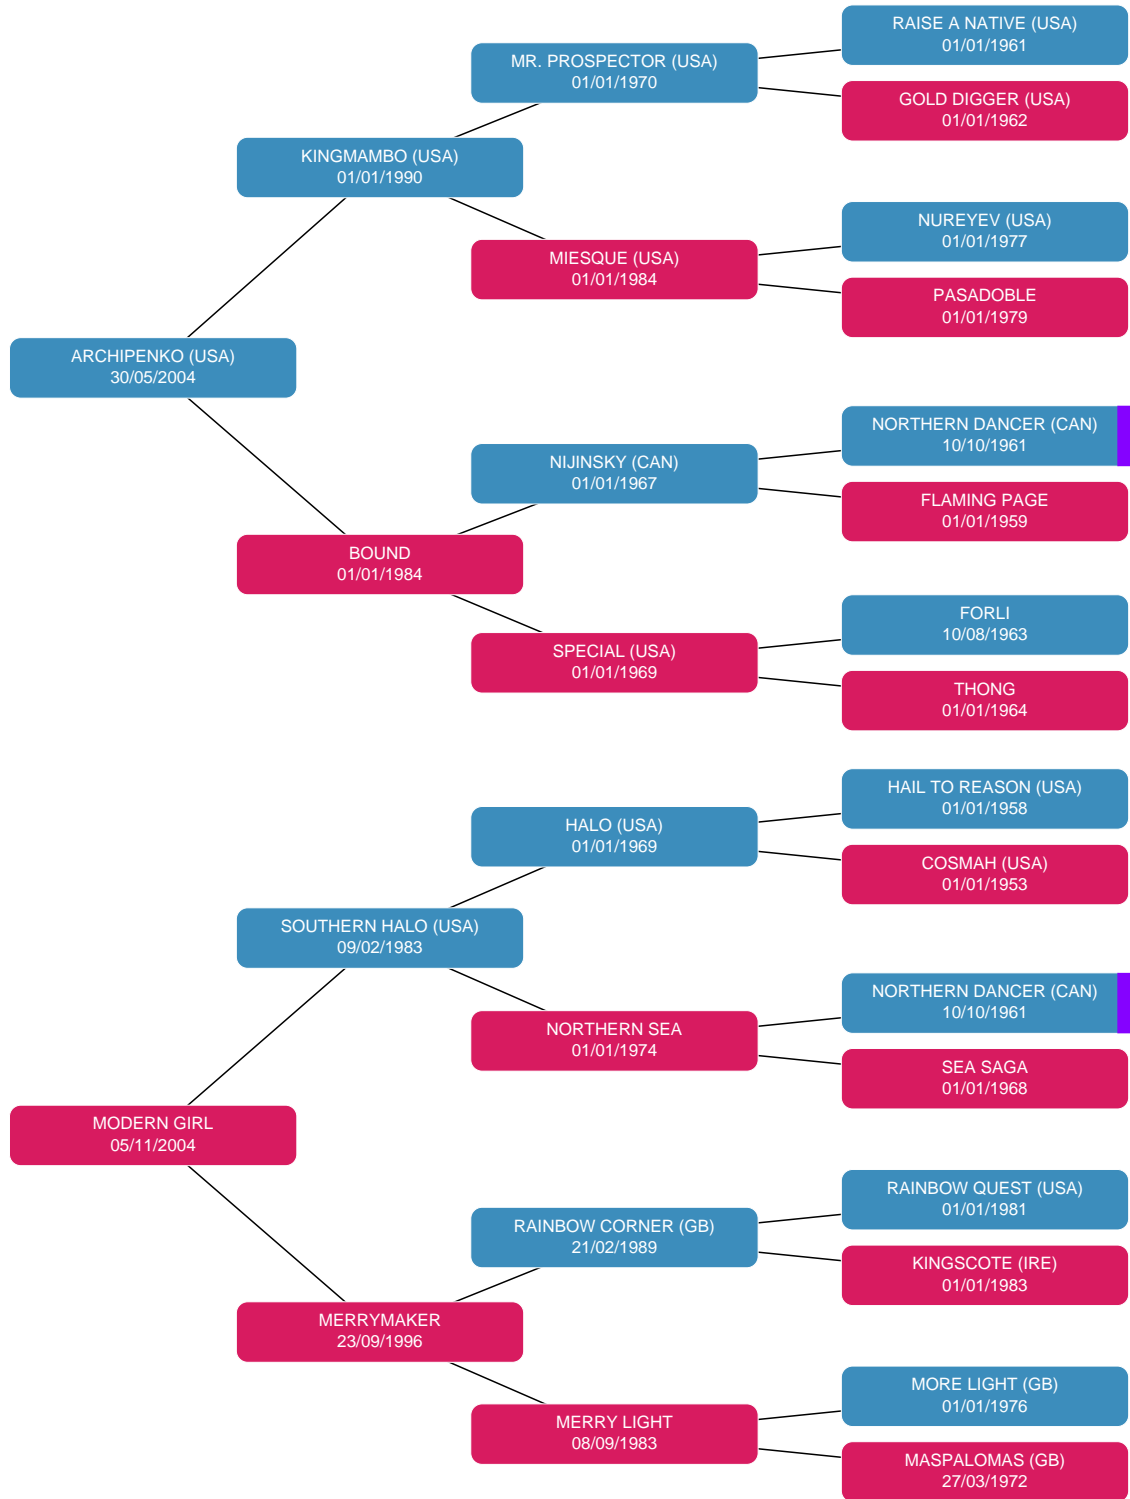 RAISE A NATIVE (USA)
01/01/1961
MR. PROSPECTOR (USA)
01/01/1970
GOLD DIGGER (USA)
01/01/1962
KINGMAMBO (USA)
01/01/1990
NUREYEV (USA)
01/01/1977
MIESQUE (USA)
01/01/1984
PASADOBLE
01/01/1979
ARCHIPENKO (USA)
30/05/2004
NORTHERN DANCER (CAN)
10/10/1961
NIJINSKY (CAN)
01/01/1967
FLAMING PAGE
01/01/1959
BOUND
01/01/1984
FORLI
10/08/1963
SPECIAL (USA)
01/01/1969
THONG
01/01/1964
HAIL TO REASON (USA)
01/01/1958
HALO (USA)
01/01/1969
COSMAH (USA)
01/01/1953
SOUTHERN HALO (USA)
09/02/1983
NORTHERN DANCER (CAN)
10/10/1961
NORTHERN SEA
01/01/1974
SEA SAGA
01/01/1968
MODERN GIRL
05/11/2004
RAINBOW QUEST (USA)
01/01/1981
RAINBOW CORNER (GB)
21/02/1989
KINGSCOTE (IRE)
01/01/1983
MERRYMAKER
23/09/1996
MORE LIGHT (GB)
01/01/1976
MERRY LIGHT
08/09/1983
MASPALOMAS (GB)
27/03/1972